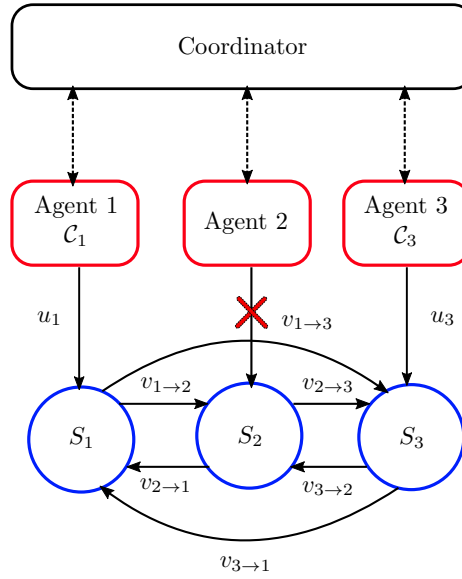 Coordinator
Agent 1
𝒞₁
Agent 2
Agent 3
𝒞₃
u₁
v₁→₃
u₃
v₁→₂
v₂→₃
S₁
S₂
S₃
v₂→₁
v₃→₂
v₃→₁